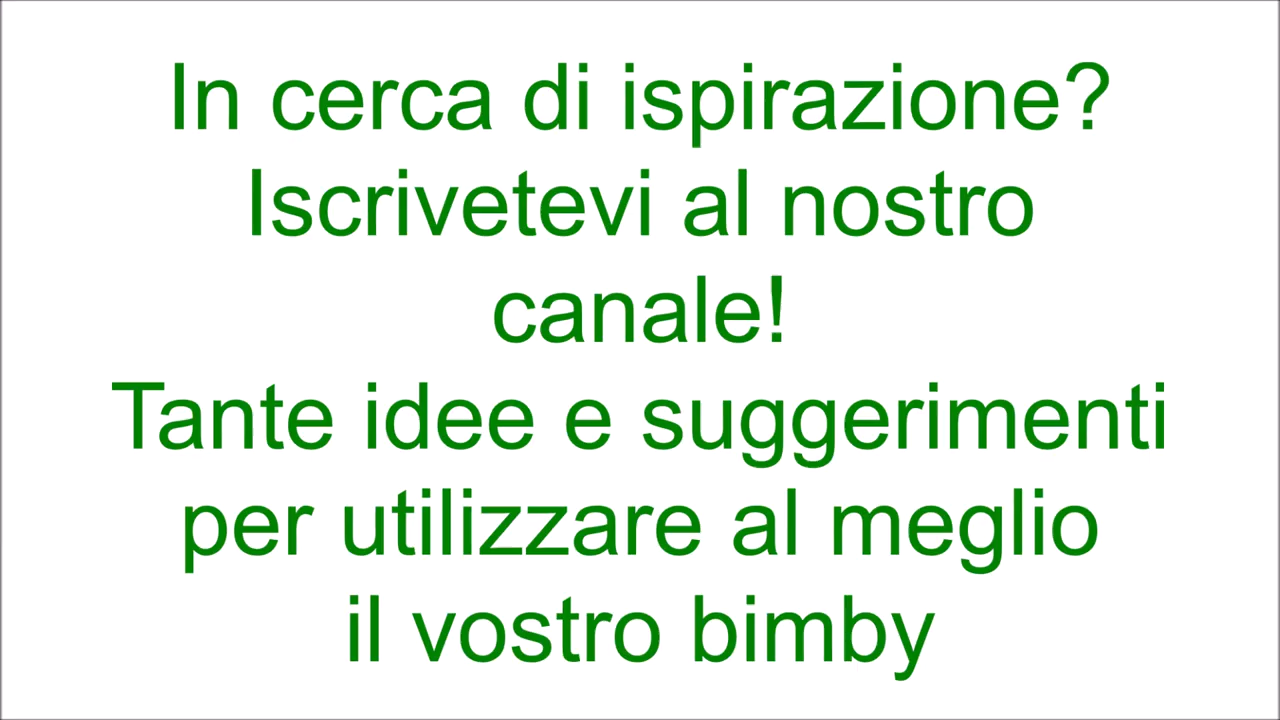 In cerca di ispirazione?
Iscrivetevi al nostro
canale!
Tante idee e suggerimenti
per utilizzare al meglio
il vostro bimby